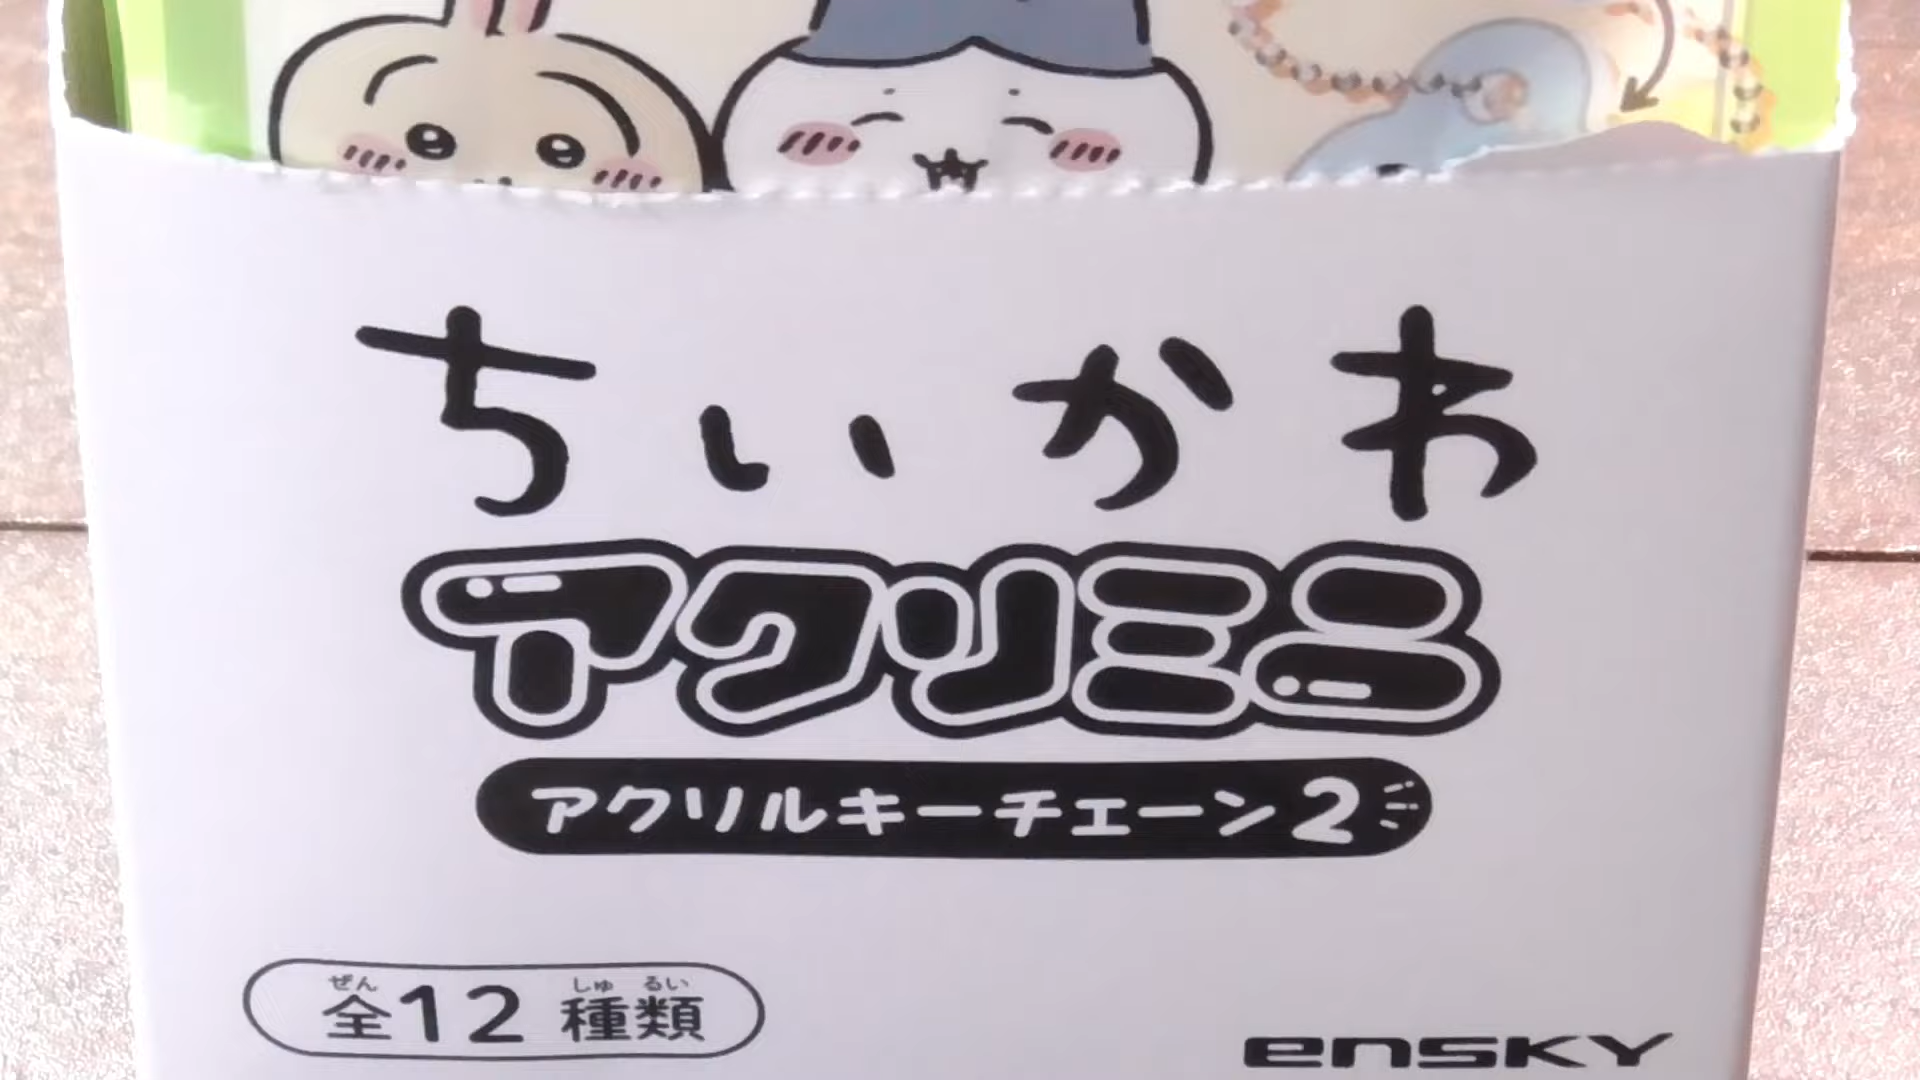 ちいかわ
アクリミニ
アクリルキーチェーン2
全12種類
ぜん しゅ るい
ensky